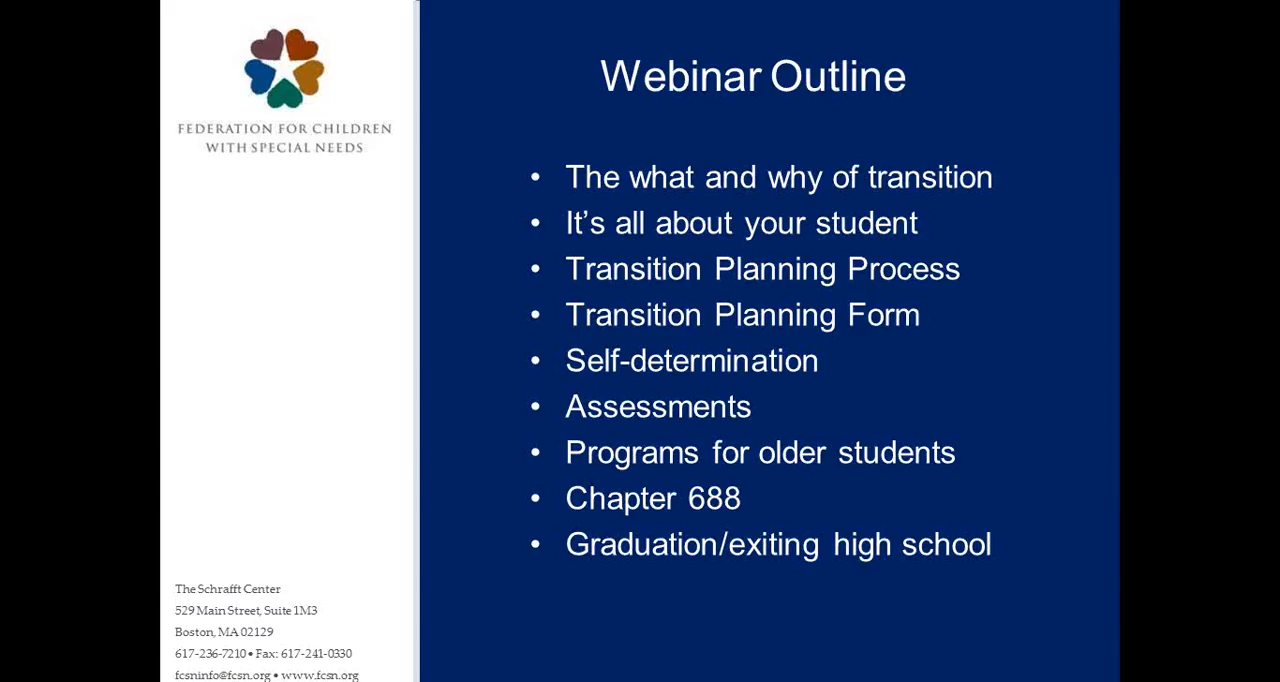 FEDERATION FOR CHILDREN
WITH SPECIAL NEEDS
The Schrafft Center
529 Main Street, Suite 1M3
Boston, MA 02129
617-236-7210 • Fax: 617-241-0330
fcsninfo@fcsn.org • www.fcsn.org
Webinar Outline
• The what and why of transition
• It’s all about your student
• Transition Planning Process
• Transition Planning Form
• Self-determination
• Assessments
• Programs for older students
• Chapter 688
• Graduation/exiting high school